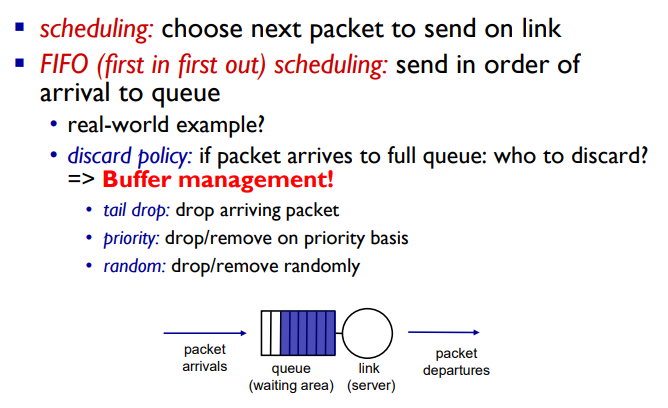 ▪ scheduling: choose next packet to send on link
▪ FIFO (first in first out) scheduling: send in order of
arrival to queue
• real-world example?
• discard policy: if packet arrives to full queue: who to discard?
=> Buffer management!
• tail drop: drop arriving packet
• priority: drop/remove on priority basis
• random: drop/remove randomly
packet
arrivals
queue
(waiting area)
link
(server)
packet
departures